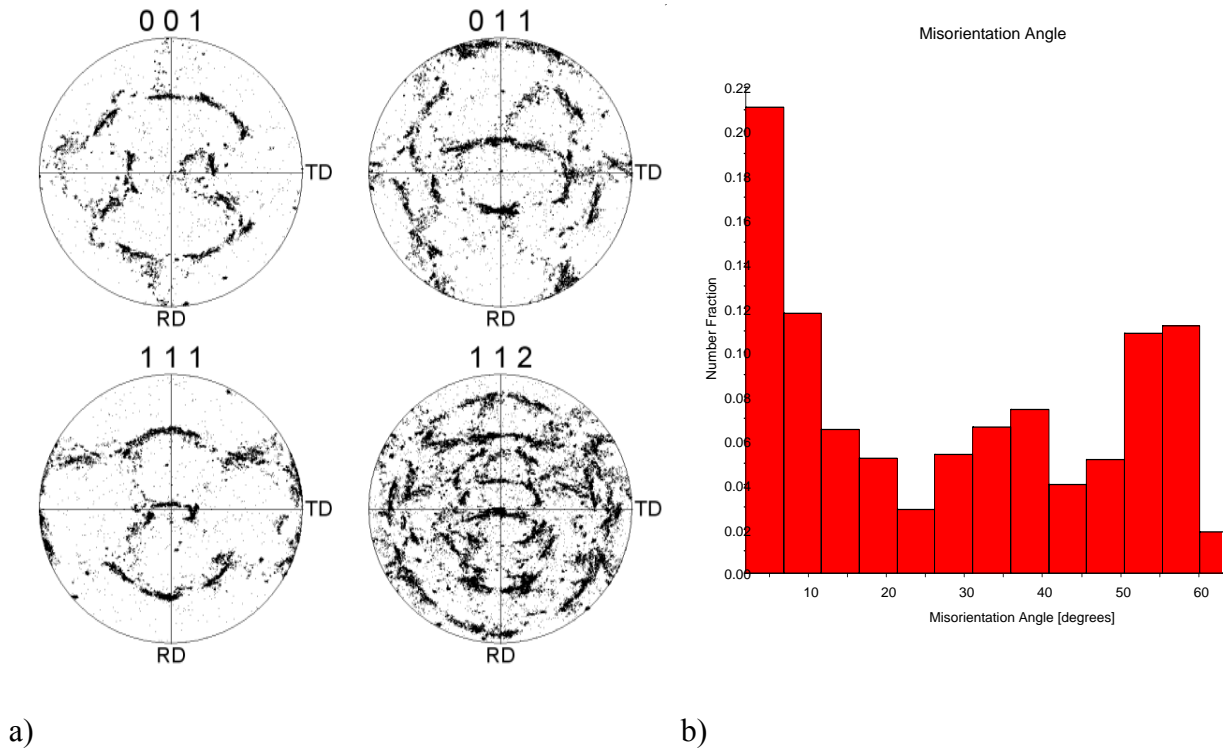 0 0 1
0 1 1
TD
TD
RD
RD
1 1 1
1 1 2
TD
TD
RD
RD
a)
Misorientation Angle
Number Fraction
0.22
0.20
0.18
0.16
0.14
0.12
0.10
0.08
0.06
0.04
0.02
0.00
10
20
30
40
50
60
Misorientation Angle [degrees]
b)